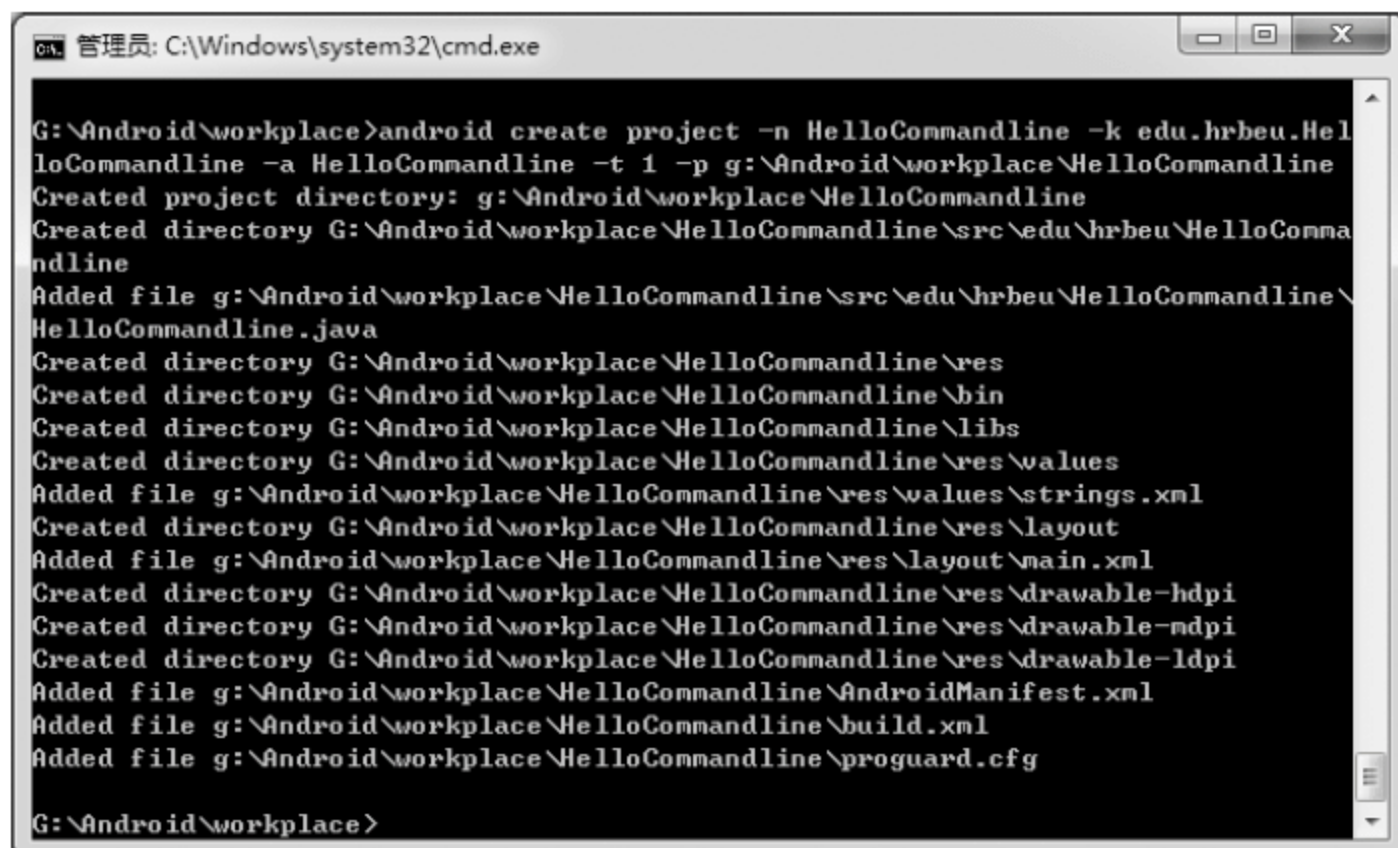 管理员: C:\Windows\system32\cmd.exe
G:\Android\workplace>android create project -n HelloCommandline -k edu.hrbeu.Hel
loCommandline -a HelloCommandline -t 1 -p g:\Android\workplace\HelloCommandline
Created project directory: g:\Android\workplace\HelloCommandline
Created directory G:\Android\workplace\HelloCommandline\src\edu\hrbeu\HelloComma
ndline
Added file g:\Android\workplace\HelloCommandline\src\edu\hrbeu\HelloCommandline\
HelloCommandline.java
Created directory G:\Android\workplace\HelloCommandline\res
Created directory G:\Android\workplace\HelloCommandline\bin
Created directory G:\Android\workplace\HelloCommandline\libs
Created directory G:\Android\workplace\HelloCommandline\res\values
Added file g:\Android\workplace\HelloCommandline\res\values\strings.xml
Created directory G:\Android\workplace\HelloCommandline\res\layout
Added file g:\Android\workplace\HelloCommandline\res\layout\main.xml
Created directory G:\Android\workplace\HelloCommandline\res\drawable-hdpi
Created directory G:\Android\workplace\HelloCommandline\res\drawable-mdpi
Created directory G:\Android\workplace\HelloCommandline\res\drawable-ldpi
Added file g:\Android\workplace\HelloCommandline\AndroidManifest.xml
Added file g:\Android\workplace\HelloCommandline\build.xml
Added file g:\Android\workplace\HelloCommandline\proguard.cfg
G:\Android\workplace>